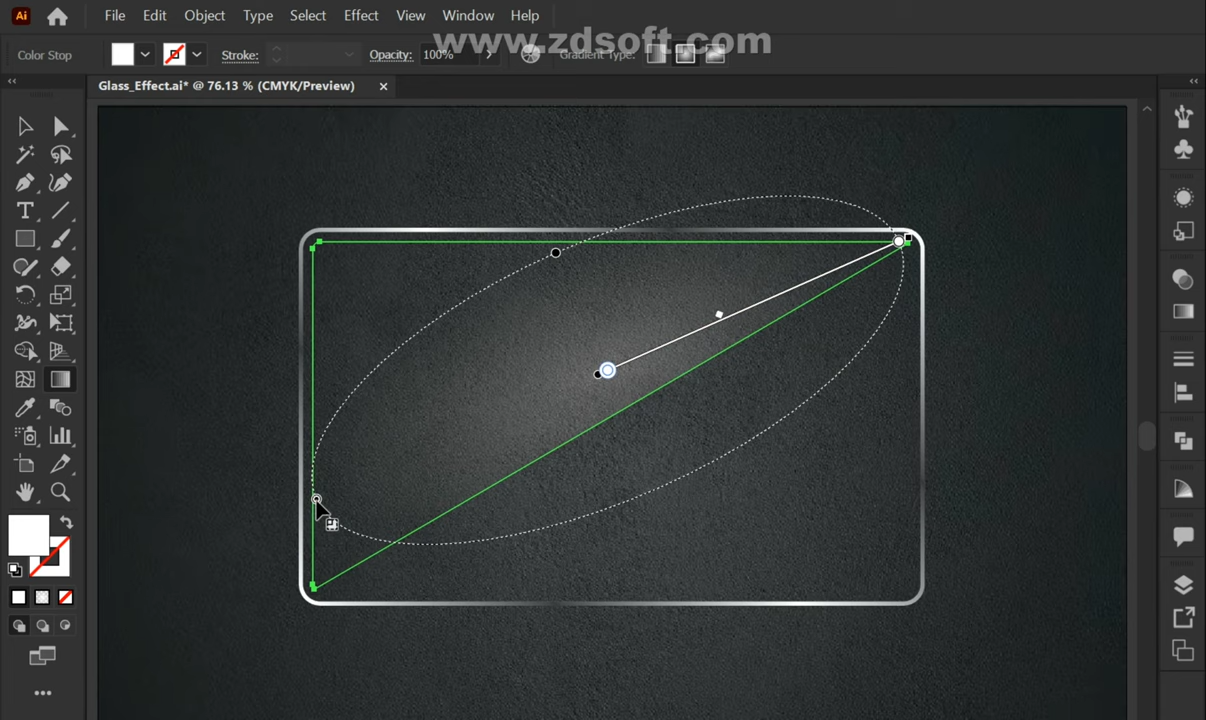 Ai File Edit Object Type Select Effect View Window Help
www.zdsoft.com
Color Stop Stroke: Opacity: 100% Gradient Type:
Glass_Effect.ai* @ 76.13 % (CMYK/Preview)